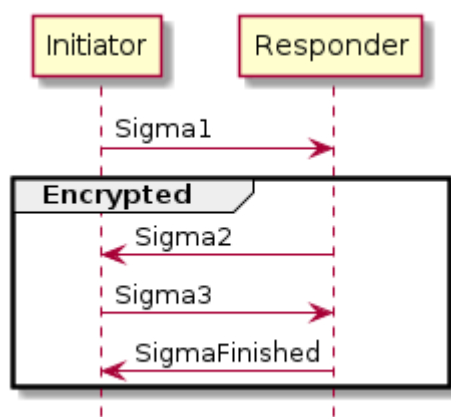 Initiator
Responder
Sigma1
Encrypted
Sigma2
Sigma3
SigmaFinished